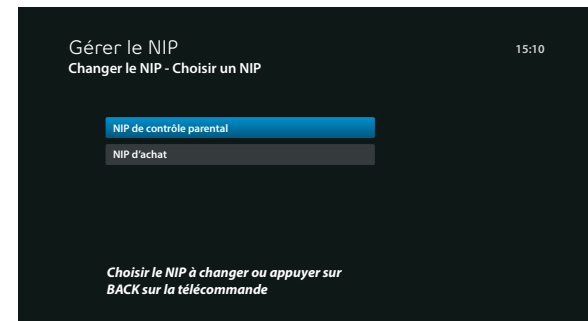 Gérer le NIP
15:10
Changer le NIP - Choisir un NIP
NIP de contrôle parental
NIP d'achat
Choisir le NIP à changer ou appuyer sur
BACK sur la télécommande